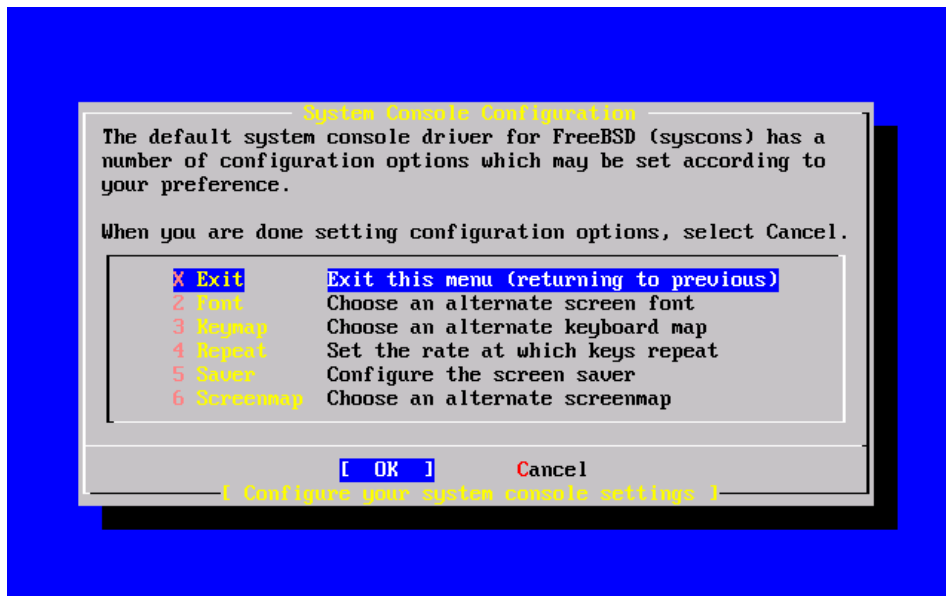 System Console Configuration
The default system console driver for FreeBSD (syscons) has a
number of configuration options which may be set according to
your preference.
When you are done setting configuration options, select Cancel.
X Exit Exit this menu (returning to previous)
2 Font Choose an alternate screen font
3 Keymap Choose an alternate keyboard map
4 Repeat Set the rate at which keys repeat
5 Saver Configure the screen saver
6 Screenmap Choose an alternate screenmap
[ OK ] Cancel
[ Configure your system console settings ]